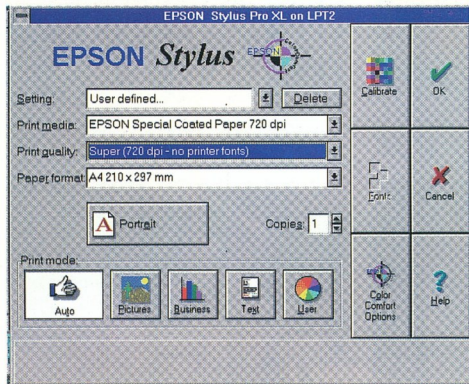 EPSON Stylus Pro XL on LPT2
EPSON Stylus
EPSON
Setting: User defined... Delete
Print media: EPSON Special Coated Paper 720 dpi
Print quality: Super (720 dpi - no printer fonts)
Paper format A4 210 x 297 mm
A Portrait
Copies: 1
Print mode:
Auto
Pictures
Business
Text
User
Calibrate
OK
Fonts
Cancel
Color
Comfort
Options
Help